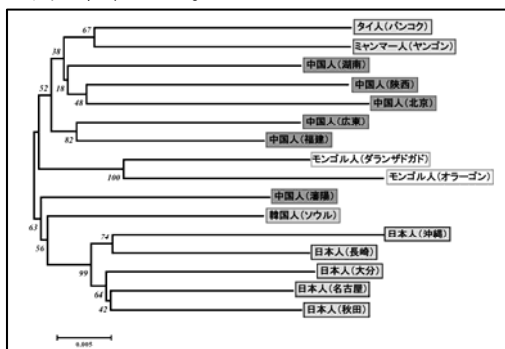 67
タイ人(バンコク)
ミャンマー人(ヤンゴン)
38
中国人(湖南)
18
中国人(陝西)
48
中国人(北京)
52
中国人(広東)
82
中国人(福建)
モンゴル人(ダランザドガド)
100
モンゴル人(オラーゴン)
中国人(瀋陽)
63
韓国人(ソウル)
56
74
日本人(沖縄)
日本人(長崎)
99
日本人(大分)
64
日本人(名古屋)
42
日本人(秋田)
0.005